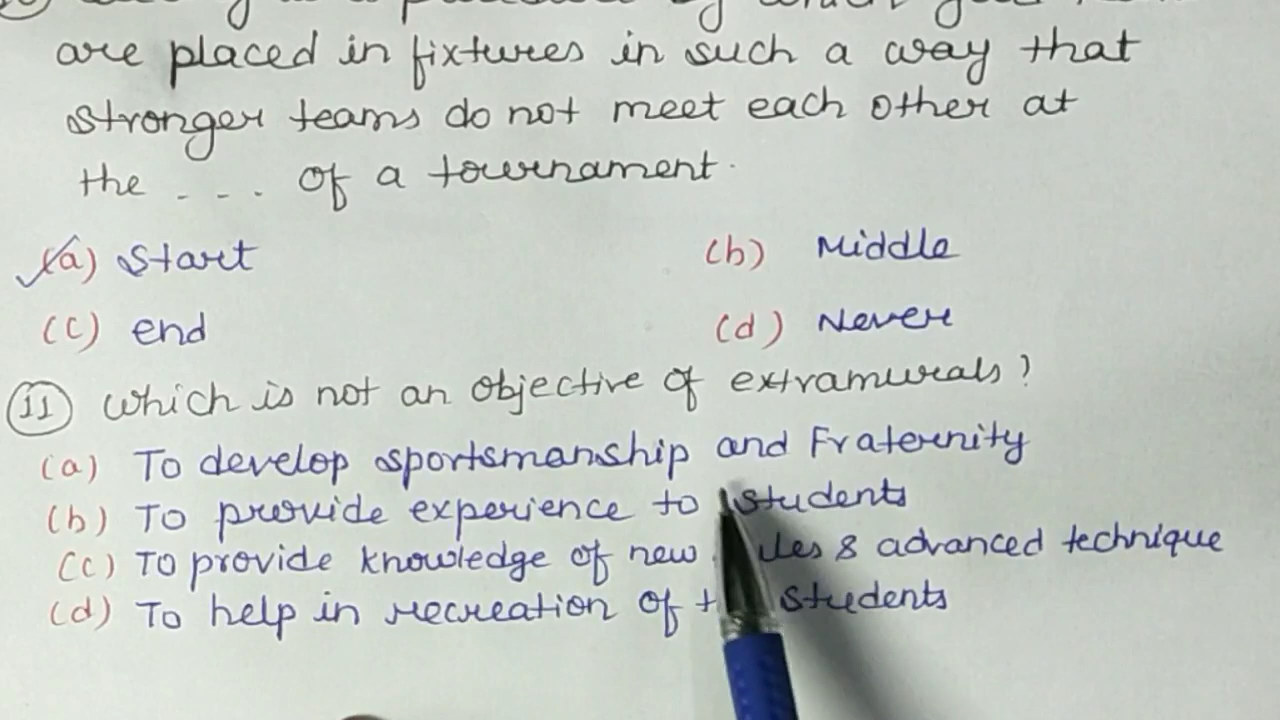 are placed in fixtures in such a way that
stronger teams do not meet each other at
the - - - of a tournament.
(a) Start (b) Middle
(c) end (d) Never
(11) Which is not an objective of extramurals?
(a) To develop sportsmanship and Fraternity
(b) To provide experience to students
(c) To provide knowledge of new & advanced technique
(d) To help in recreation of students